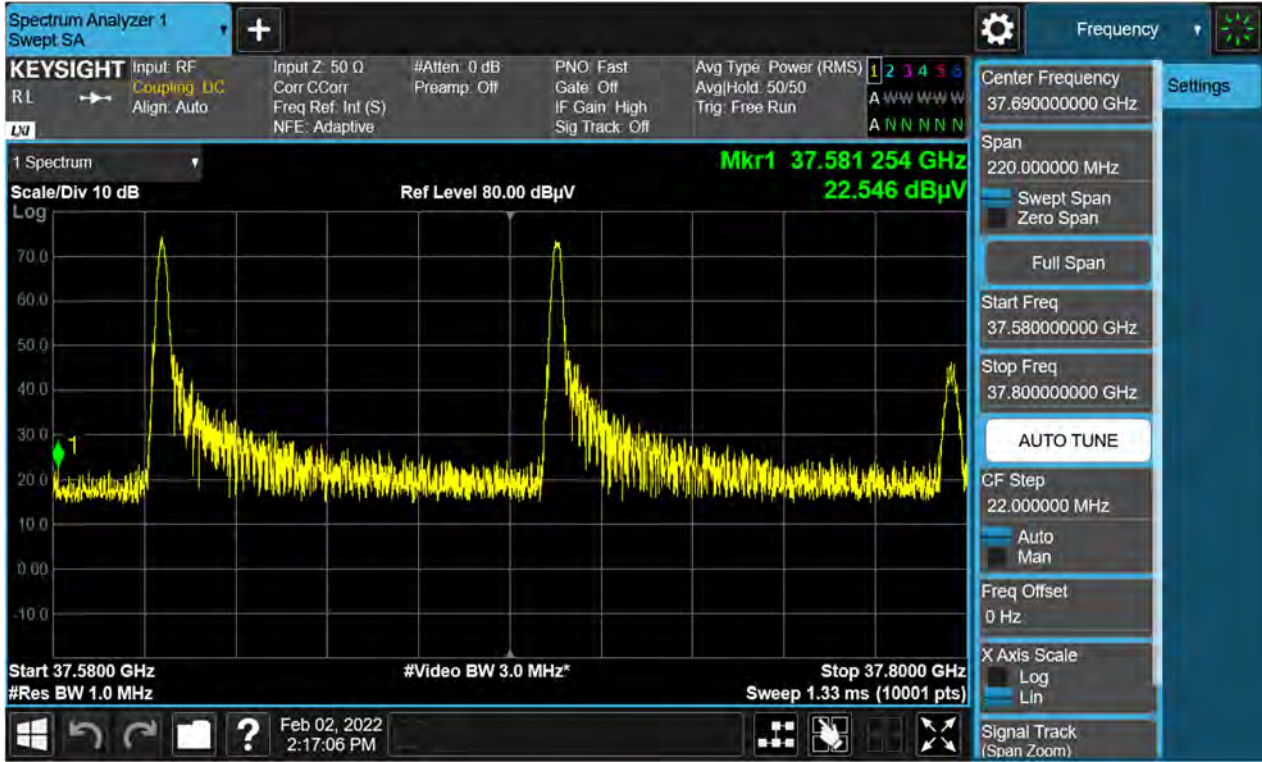 Spectrum Analyzer 1
Swept SA
+
Frequency
KEYSIGHT
R L
LXI
Input: RF
Coupling: DC
Align: Auto
Input Z: 50 Ω
Corr CCorr
Freq Ref: Int (S)
NFE: Adaptive
#Atten: 0 dB
Preamp: Off
PNO: Fast
Gate: Off
IF Gain: High
Sig Track: Off
Avg Type: Power (RMS)
Avg|Hold: 50/50
Trig: Free Run
1 2 3 4 5 6
A W W W W W
A N N N N N
1 Spectrum
Scale/Div 10 dB
Log
Ref Level 80.00 dBµV
Mkr1 37.581 254 GHz
22.546 dBµV
70.0
60.0
50.0
40.0
30.0
20.0
10.0
0.00
-10.0
1
Start 37.5800 GHz
#Res BW 1.0 MHz
#Video BW 3.0 MHz*
Stop 37.8000 GHz
Sweep 1.33 ms (10001 pts)
Center Frequency
37.690000000 GHz
Settings
Span
220.000000 MHz
Swept Span
Zero Span
Full Span
Start Freq
37.580000000 GHz
Stop Freq
37.800000000 GHz
AUTO TUNE
CF Step
22.000000 MHz
Auto
Man
Freq Offset
0 Hz
X Axis Scale
Log
Lin
Signal Track
(Span Zoom)
?
Feb 02, 2022
2:17:06 PM